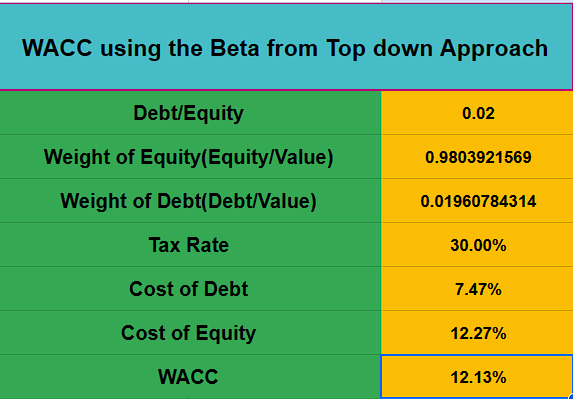 WACC using the Beta from Top down Approach
Debt/Equity 0.02
Weight of Equity(Equity/Value) 0.9803921569
Weight of Debt(Debt/Value) 0.01960784314
Tax Rate 30.00%
Cost of Debt 7.47%
Cost of Equity 12.27%
WACC 12.13%